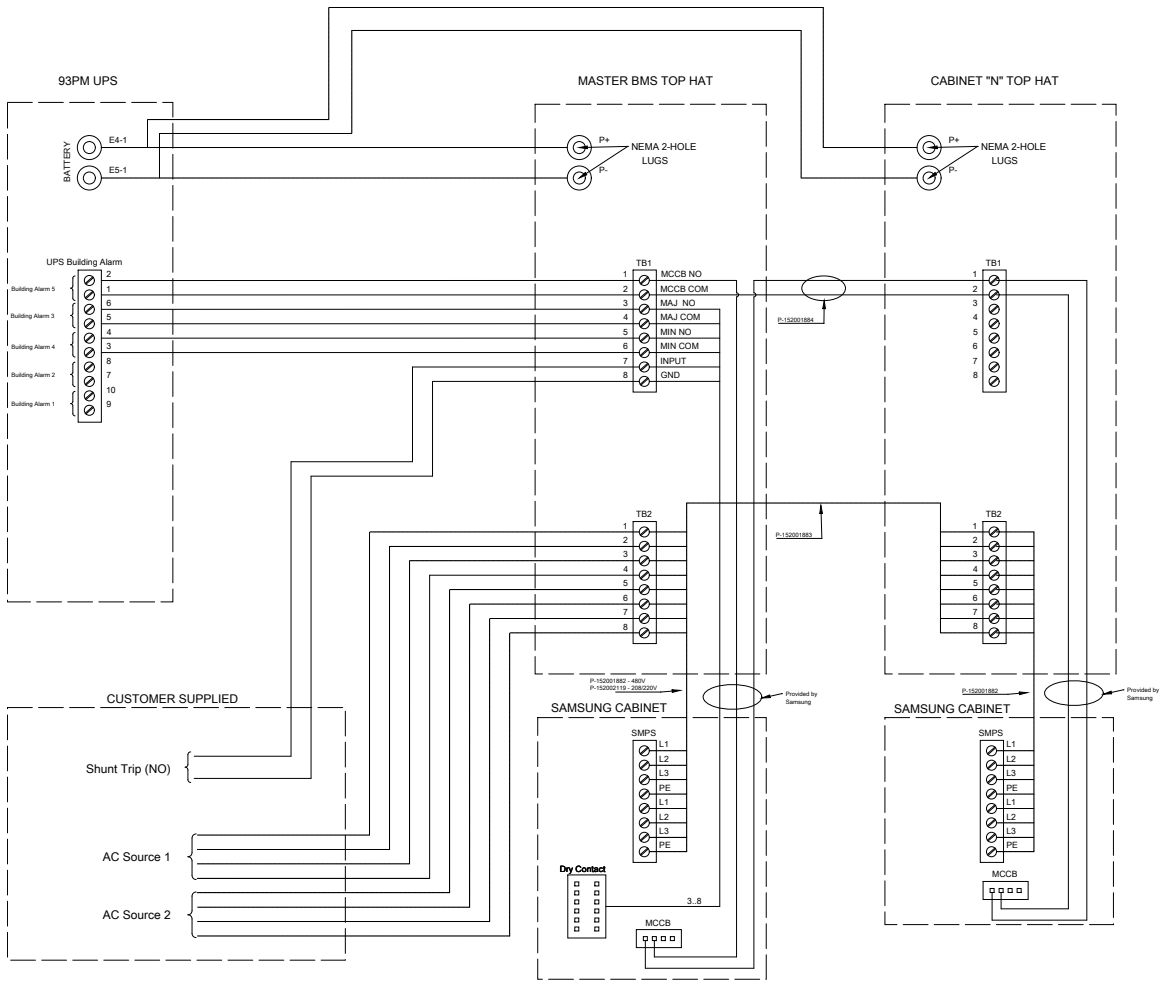 93PM UPS
MASTER BMS TOP HAT
CABINET "N" TOP HAT
BATTERY
E4-1
E5-1
P+
P-
NEMA 2-HOLE
LUGS
P+
P-
NEMA 2-HOLE
LUGS
UPS Building Alarm
Building Alarm 5
Building Alarm 3
Building Alarm 4
Building Alarm 2
Building Alarm 1
2
1
6
5
4
3
8
7
10
9
TB1
1 MCCB NO
2 MCCB COM
3 MAJ NO
4 MAJ COM
5 MIN NO
6 MIN COM
7 INPUT
8 GND
P-152001884
TB1
1
2
3
4
5
6
7
8
TB2
1
2
3
4
5
6
7
8
P-152001883
TB2
1
2
3
4
5
6
7
8
P-152001882 - 480V
P-152002119 - 208/220V
Provided by
Samsung
P-152001882
Provided by
Samsung
CUSTOMER SUPPLIED
Shunt Trip (NO)
AC Source 1
AC Source 2
SAMSUNG CABINET
SMPS
L1
L2
L3
PE
L1
L2
L3
PE
Dry Contact
3..8
MCCB
SAMSUNG CABINET
SMPS
L1
L2
L3
PE
L1
L2
L3
PE
MCCB